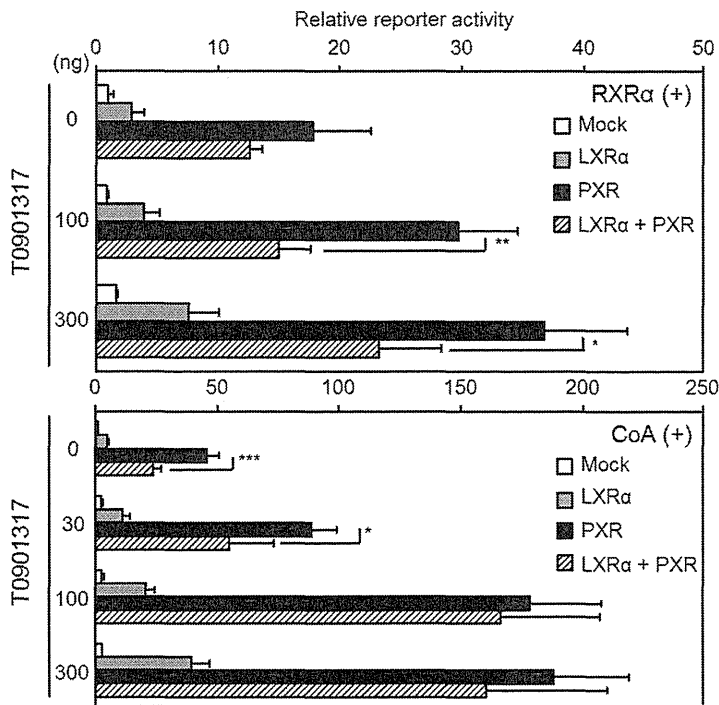 Relative reporter activity
0 10 20 30 40 50
(ng)
RXRα (+)
Mock
LXRα
PXR
LXRα + PXR
T0901317
0
100
**
300
*
0 50 100 150 200 250
CoA (+)
Mock
LXRα
PXR
LXRα + PXR
T0901317
0
***
30
*
100
300